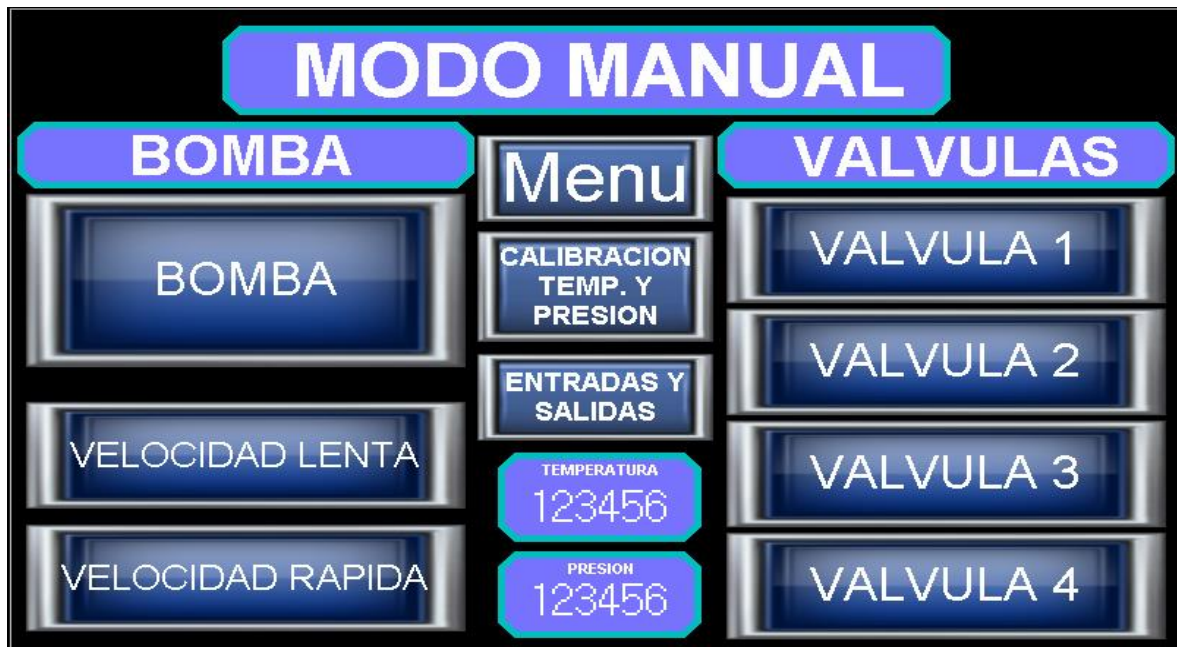 MODO MANUAL
BOMBA
BOMBA
VELOCIDAD LENTA
VELOCIDAD RAPIDA
Menu
CALIBRACION
TEMP. Y
PRESION
ENTRADAS Y
SALIDAS
TEMPERATURA
123456
PRESION
123456
VALVULAS
VALVULA 1
VALVULA 2
VALVULA 3
VALVULA 4